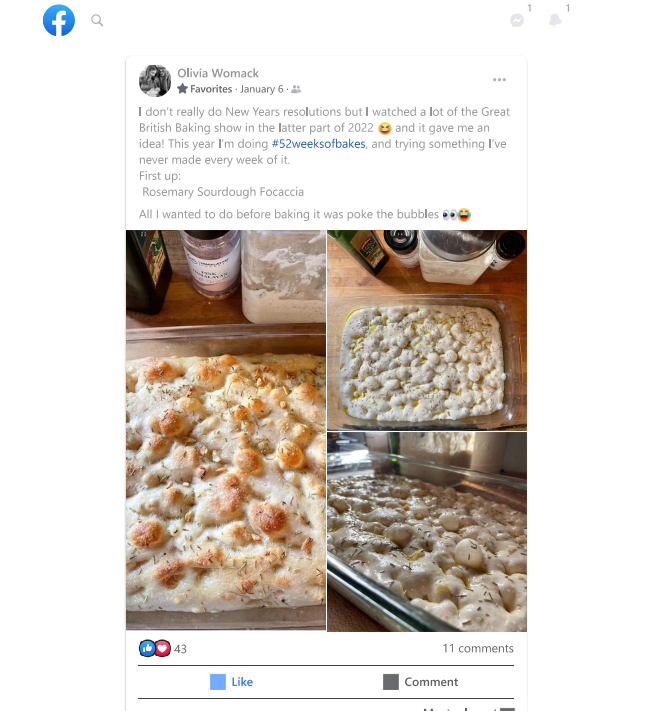 1
1
Olivia Womack
Favorites · January 6 ·
I don't really do New Years resolutions but I watched a lot of the Great
British Baking show in the latter part of 2022 😆 and it gave me an
idea! This year I'm doing #52weeksofbakes, and trying something I've
never made every week of it.
First up:
Rosemary Sourdough Focaccia
All I wanted to do before baking it was poke the bubbles 👀😂
PINK
HIMALAYAN
43
11 comments
Like
Comment